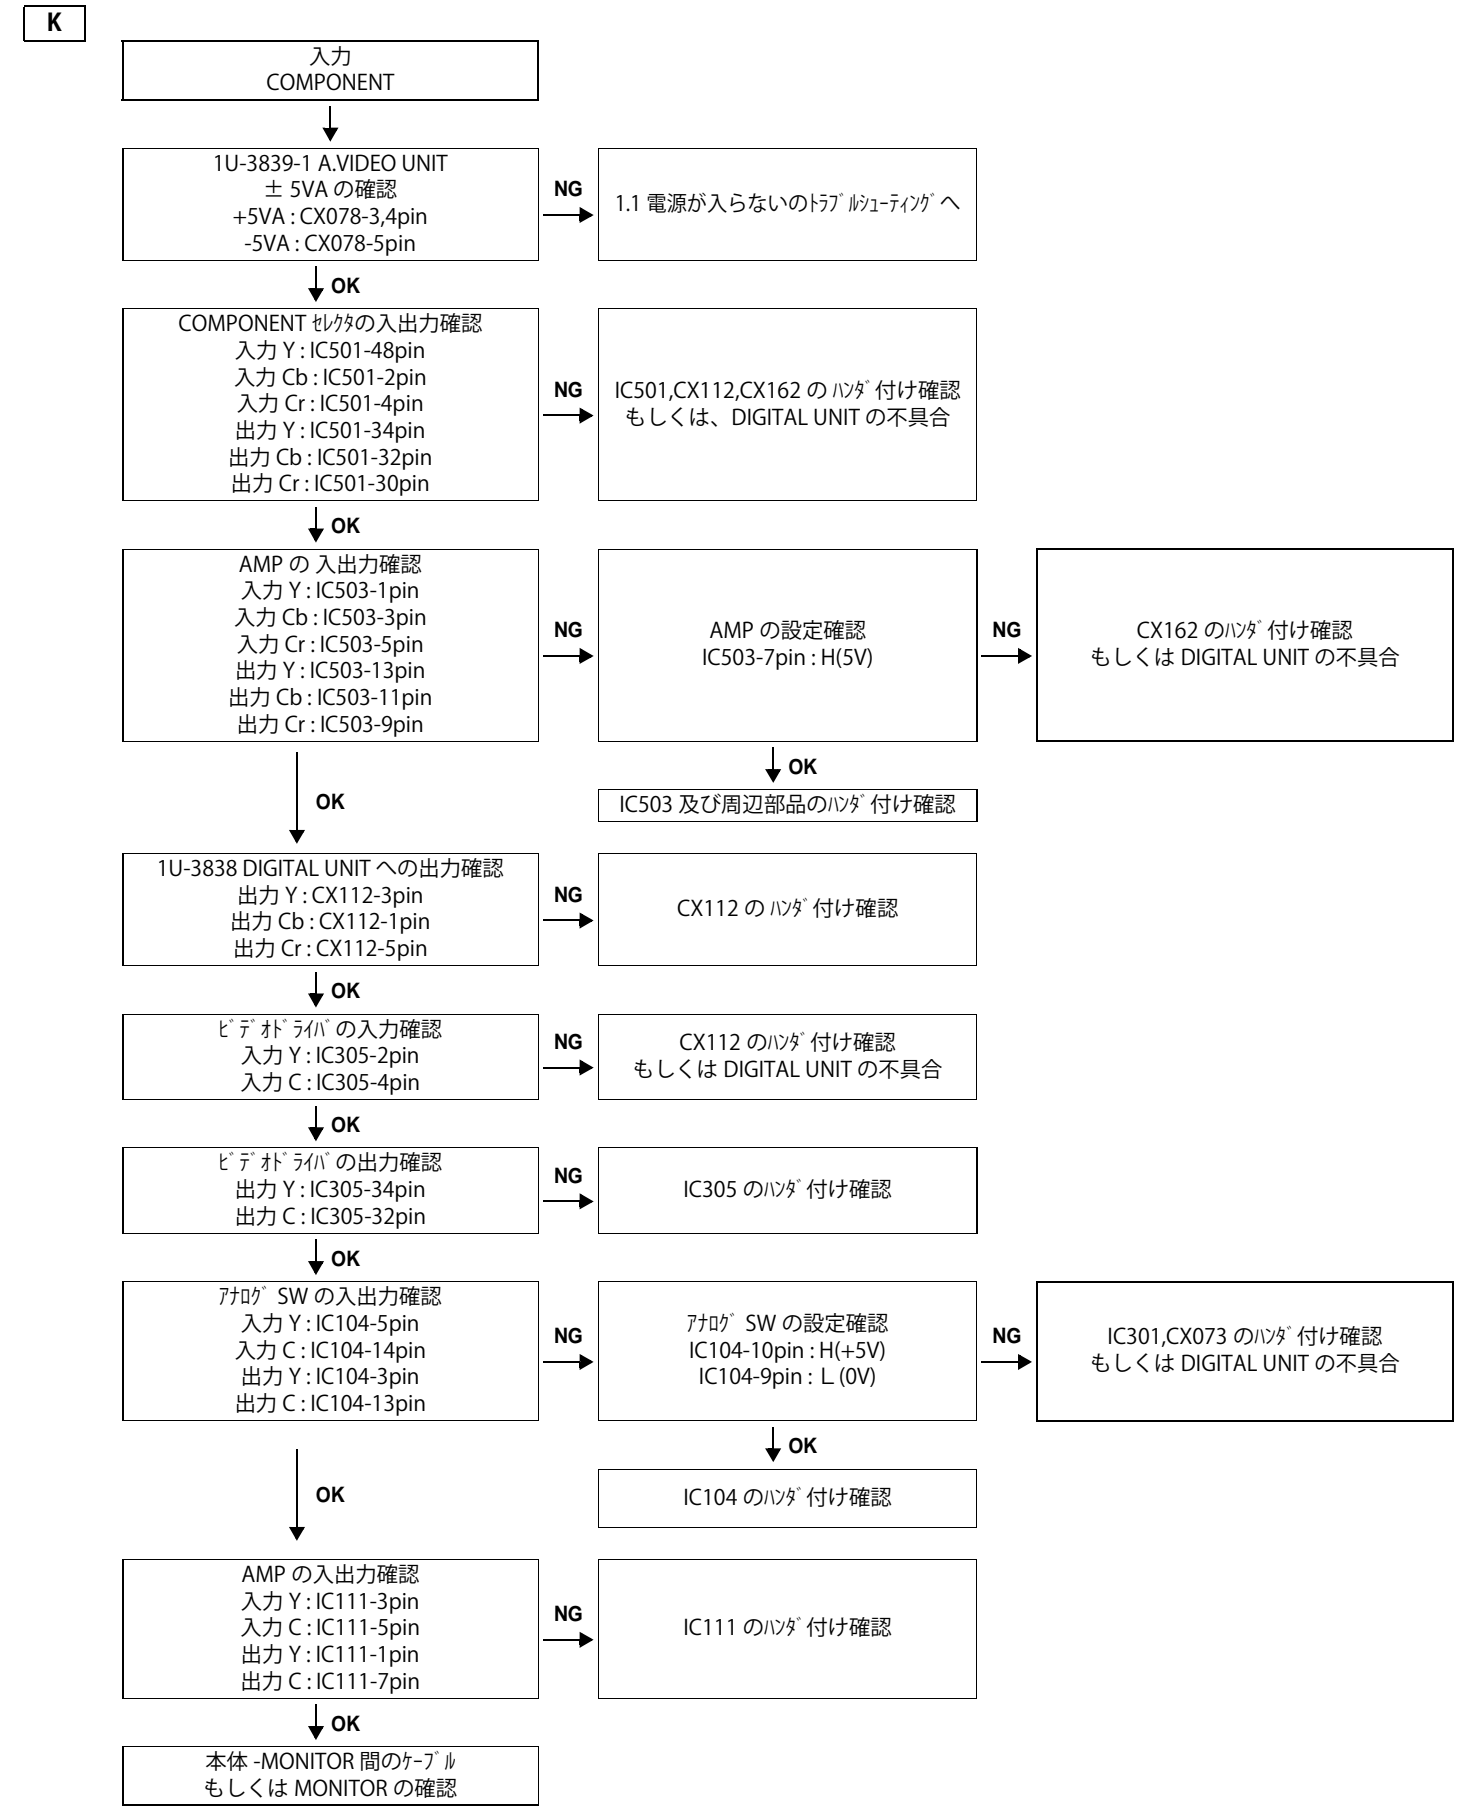 K
入力
COMPONENT
1U-3839-1 A.VIDEO UNIT
± 5VA の確認
+5VA : CX078-3,4pin
-5VA : CX078-5pin
NG
1.1 電源が入らないのﾄﾗﾌﾞﾙｼｭｰﾃｨﾝｸﾞへ
OK
COMPONENT ｾﾚｸﾀの入出力確認
入力 Y : IC501-48pin
入力 Cb : IC501-2pin
入力 Cr : IC501-4pin
出力 Y : IC501-34pin
出力 Cb : IC501-32pin
出力 Cr : IC501-30pin
NG
IC501,CX112,CX162 の ﾊﾝﾀﾞ付け確認
もしくは、DIGITAL UNIT の不具合
OK
AMP の 入出力確認
入力 Y : IC503-1pin
入力 Cb : IC503-3pin
入力 Cr : IC503-5pin
出力 Y : IC503-13pin
出力 Cb : IC503-11pin
出力 Cr : IC503-9pin
NG
AMP の設定確認
IC503-7pin : H(5V)
NG
CX162 のﾊﾝﾀﾞ付け確認
もしくは DIGITAL UNIT の不具合
OK
IC503 及び周辺部品のﾊﾝﾀﾞ付け確認
OK
1U-3838 DIGITAL UNIT への出力確認
出力 Y : CX112-3pin
出力 Cb : CX112-1pin
出力 Cr : CX112-5pin
NG
CX112 の ﾊﾝﾀﾞ付け確認
OK
ﾋﾞﾃﾞｵﾄﾞﾗｲﾊﾞの入力確認
入力 Y : IC305-2pin
入力 C : IC305-4pin
NG
CX112 のﾊﾝﾀﾞ付け確認
もしくは DIGITAL UNIT の不具合
OK
ﾋﾞﾃﾞｵﾄﾞﾗｲﾊﾞの出力確認
出力 Y : IC305-34pin
出力 C : IC305-32pin
NG
IC305 のﾊﾝﾀﾞ付け確認
OK
ｱﾅﾛｸﾞ SW の入出力確認
入力 Y : IC104-5pin
入力 C : IC104-14pin
出力 Y : IC104-3pin
出力 C : IC104-13pin
NG
ｱﾅﾛｸﾞ SW の設定確認
IC104-10pin : H(+5V)
IC104-9pin : L (0V)
NG
IC301,CX073 のﾊﾝﾀﾞ付け確認
もしくは DIGITAL UNIT の不具合
OK
IC104 のﾊﾝﾀﾞ付け確認
OK
AMP の入出力確認
入力 Y : IC111-3pin
入力 C : IC111-5pin
出力 Y : IC111-1pin
出力 C : IC111-7pin
NG
IC111 のﾊﾝﾀﾞ付け確認
OK
本体 -MONITOR 間のｹｰﾌﾞﾙ
もしくは MONITOR の確認